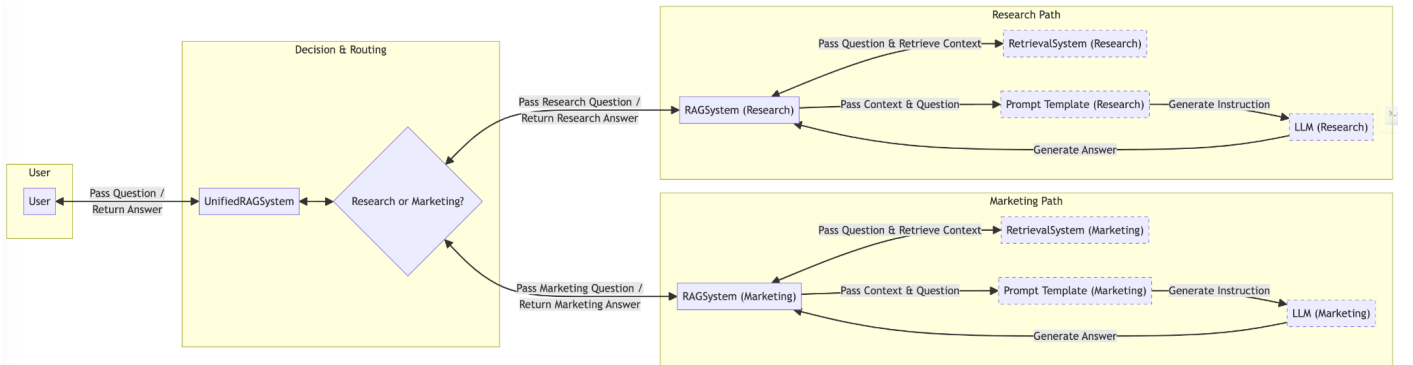 User
User
Pass Question /
Return Answer
Decision & Routing
UnifiedRAGSystem
Research or Marketing?
Pass Research Question /
Return Research Answer
Pass Marketing Question /
Return Marketing Answer
Research Path
Pass Question & Retrieve Context
RetrievalSystem (Research)
RAGSystem (Research)
Pass Context & Question
Prompt Template (Research)
Generate Instruction
LLM (Research)
Generate Answer
Marketing Path
Pass Question & Retrieve Context
RetrievalSystem (Marketing)
RAGSystem (Marketing)
Pass Context & Question
Prompt Template (Marketing)
Generate Instruction
LLM (Marketing)
Generate Answer